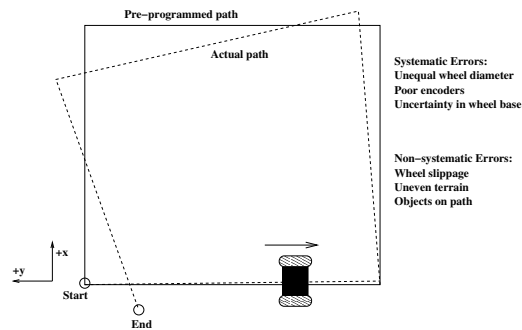 Pre−programmed path
Actual path
Systematic Errors:
Unequal wheel diameter
Poor encoders
Uncertainty in wheel base
Non−systematic Errors:
Wheel slippage
Uneven terrain
Objects on path
+x
+y
Start
End